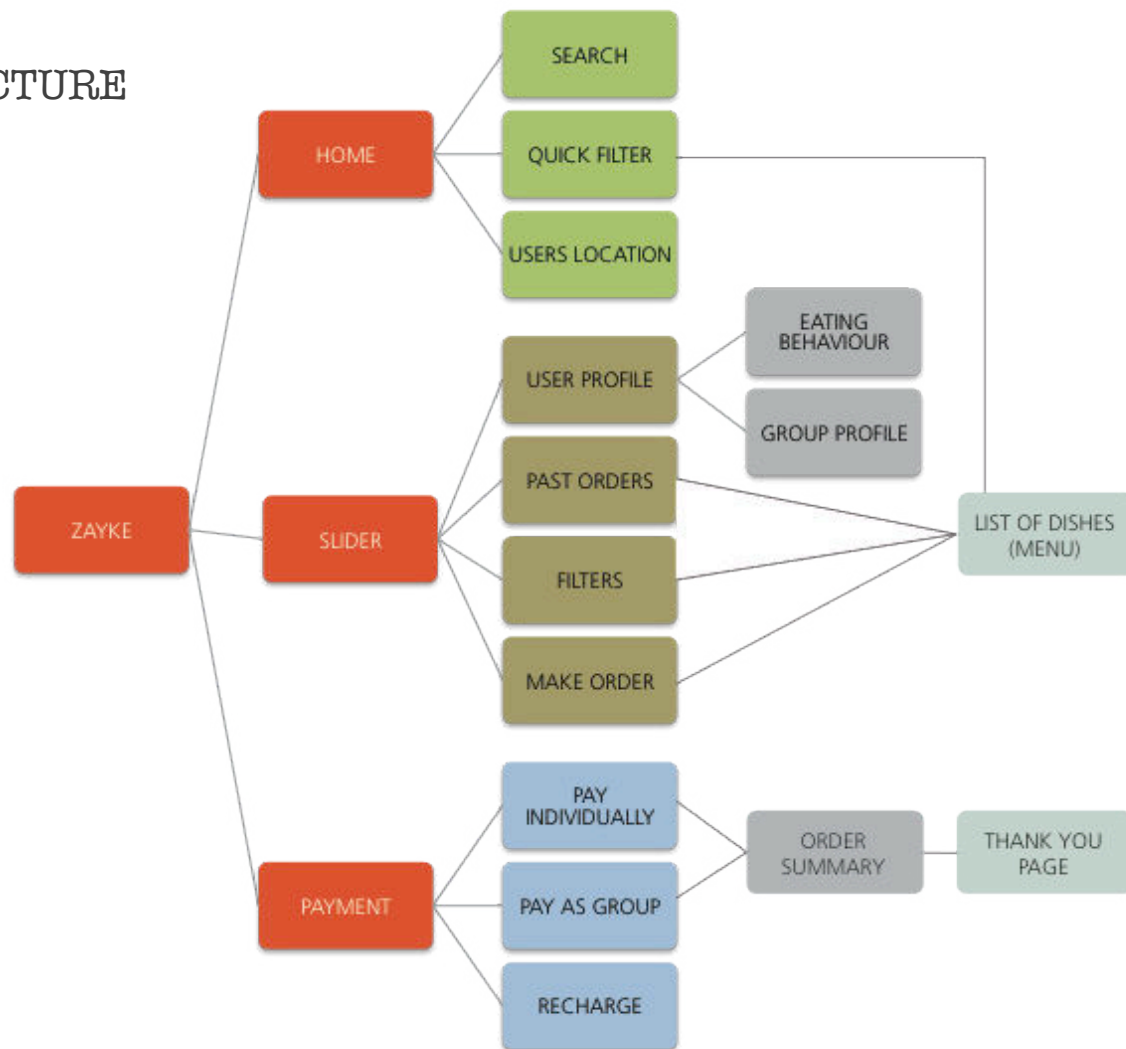 CTURE
SEARCH
HOME
QUICK FILTER
USERS LOCATION
EATING
BEHAVIOUR
USER PROFILE
GROUP PROFILE
PAST ORDERS
ZAYKE
SLIDER
LIST OF DISHES
(MENU)
FILTERS
MAKE ORDER
PAY
INDIVIDUALLY
ORDER
SUMMARY
THANK YOU
PAGE
PAYMENT
PAY AS GROUP
RECHARGE